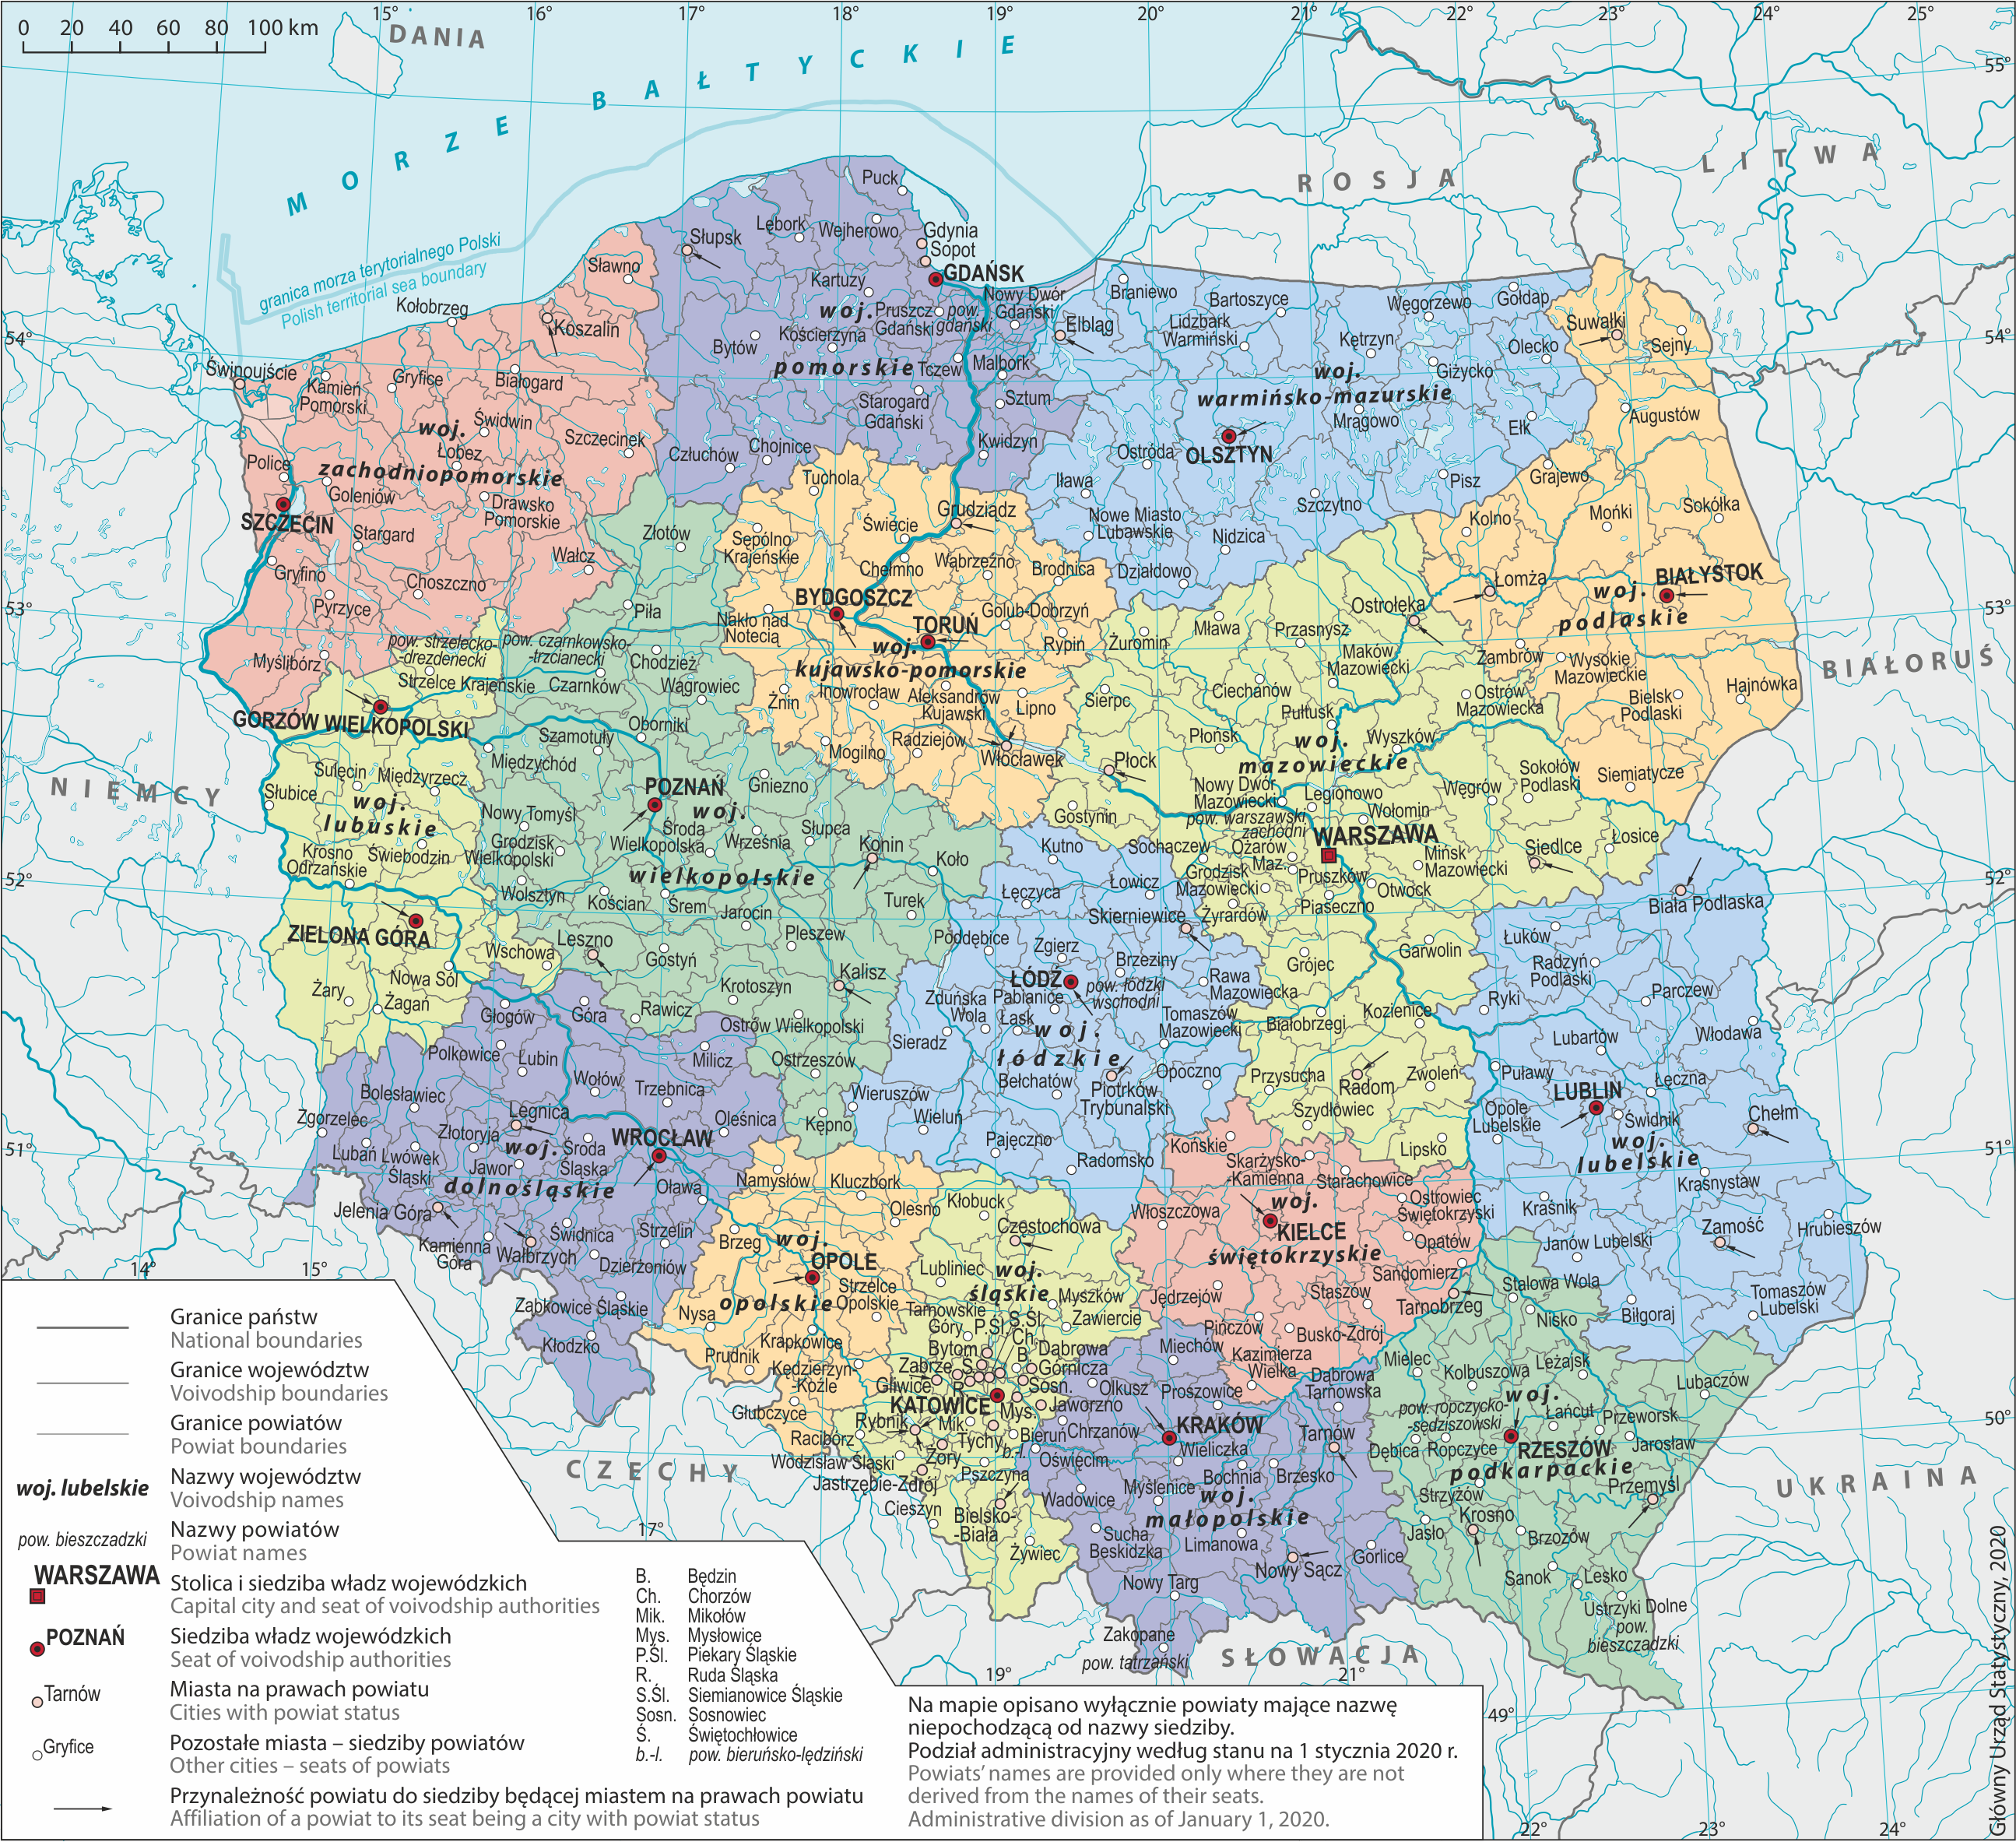 15° 16° 17° 18° 19° 20° 21° 22° 23° 24° 25°
0 20 40 60 80 100 km
DANIA
MORZE BAŁTYCKIE
55°
LITWA
ROSJA
granica morza terytorialnego Polski
Polish territorial sea boundary
54°
54°
Puck
Lębork
Wejherowo
Gdynia
Sopot
Słupsk
GDAŃSK
Kartuzy
woj.
pomorskie
Pruszcz
Gdański
pow.
gdański
Nowy Dwór
Gdański
Kościerzyna
Bytów
Tczew
Malbork
Starogard
Gdański
Sztum
Kwidzyn
Człuchów
Chojnice
Sławno
Kołobrzeg
Koszalin
Świnoujście
Kamień
Pomorski
Gryfice
Białogard
Świdwin
woj.
zachodniopomorskie
Łobez
Szczecinek
Police
Goleniów
Drawsko
Pomorskie
SZCZECIN
Stargard
Wałcz
Gryfino
Choszczno
Pyrzyce
Myślibórz
Braniewo
Bartoszyce
Węgorzewo
Gołdap
Elbląg
Lidzbark
Warmiński
Kętrzyn
Olecko
Giżycko
woj.
warmińsko-mazurskie
Mrągowo
Ełk
Ostróda
OLSZTYN
Iława
Szczytno
Pisz
Nowe Miasto
Lubawskie
Nidzica
Działdowo
Suwałki
Sejny
Augustów
Grajewo
Sokółka
Kolno
Mońki
Łomża
BIAŁYSTOK
woj.
podlaskie
Zambrów
Wysokie
Mazowieckie
Bielsk
Podlaski
Hajnówka
Siemiatycze
BIAŁORUŚ
53°
53°
Tuchola
Grudziądz
Świecie
Sępólno
Krajeńskie
Chełmno
Wąbrzeźno
Brodnica
BYDGOSZCZ
Golub-Dobrzyń
Nakło nad
Notecią
TORUŃ
woj.
kujawsko-pomorskie
Rypin
Inowrocław
Aleksandrów
Kujawski
Lipno
Żnin
Mogilno
Radziejów
Włocławek
Złotów
Piła
pow. czarnkowsko-
-trzcianecki
Chodzież
Czarnków
Wągrowiec
Oborniki
Szamotuły
Międzychód
POZNAŃ
woj.
wielkopolskie
Gniezno
Nowy Tomyśl
Grodzisk
Wielkopolski
Środa
Wielkopolska
Września
Słupca
Konin
Koło
Wolsztyn
Kościan
Śrem
Jarocin
Turek
Pleszew
Leszno
Gostyń
Kalisz
Krotoszyn
Rawicz
Ostrów Wielkopolski
Ostrzeszów
Kępno
pow. strzelecko-
-drezdenecki
Strzelce Krajeńskie
GORZÓW WIELKOPOLSKI
Sulęcin
Międzyrzecz
Słubice
woj.
lubuskie
Krosno
Odrzańskie
Świebodzin
ZIELONA GÓRA
Wschowa
Nowa Sól
Żary
Żagań
NIEMCY
52°
52°
Ostrołęka
Żuromin
Mława
Przasnysz
Maków
Mazowiecki
Ciechanów
Sierpc
Ostrów
Mazowiecka
Pułtusk
Płońsk
Wyszków
woj.
mazowieckie
Płock
Nowy Dwór
Mazowiecki
Legionowo
Węgrów
Sokołów
Podlaski
Wołomin
pow. warszawski
zachodni
Gostynin
WARSZAWA
Łosice
Sochaczew
Ożarów
Maz.
Mińsk
Mazowiecki
Siedlce
Grodzisk
Mazowiecki
Pruszków
Otwock
Piaseczno
Żyrardów
Garwolin
Grójec
Kozienice
Białobrzegi
Przysucha
Radom
Zwoleń
Szydłowiec
Lipsko
Kutno
Łęczyca
Łowicz
Skierniewice
Poddębice
Zgierz
Brzeziny
ŁÓDŹ
pow. łódzki
wschodni
Rawa
Mazowiecka
Zduńska
Wola
Pabianice
Łask
woj.
łódzkie
Tomaszów
Mazowiecki
Sieradz
Bełchatów
Piotrków
Trybunalski
Opoczno
Wieruszów
Wieluń
Pajęczno
Radomsko
Biała Podlaska
Łuków
Radzyń
Podlaski
Ryki
Parczew
Lubartów
Włodawa
Puławy
Łęczna
LUBLIN
Świdnik
Chełm
Opole
Lubelskie
woj.
lubelskie
Krasnystaw
Kraśnik
Zamość
Hrubieszów
Janów Lubelski
Biłgoraj
Tomaszów
Lubelski
51°
51°
Głogów
Góra
Polkowice
Lubin
Milicz
Wołów
Trzebnica
Bolesławiec
Zgorzelec
Legnica
Oleśnica
Złotoryja
WROCŁAW
Lubań
Lwówek
Śląski
woj.
dolnośląskie
Środa
Śląska
Jawor
Oława
Jelenia Góra
Świdnica
Strzelin
Kamienna
Góra
Wałbrzych
Dzierżoniów
Ząbkowice Śląskie
Kłodzko
Namysłów
Kluczbork
Olesno
Brzeg
woj.
opolskie
OPOLE
Strzelce
Opolskie
Nysa
Krapkowice
Prudnik
Kędzierzyn-
-Koźle
Głubczyce
Kłobuck
Częstochowa
Lubliniec
woj.
śląskie
Myszków
Tarnowskie
Góry
P.Śl.
S.Śl.
Zawiercie
Ch.
Bytom
B.
Dąbrowa
Górnicza
Zabrze
Ś.
Gliwice
R.
Sosn.
KATOWICE
Mys.
Jaworzno
Rybnik
Mik.
Tychy
Bieruń
b.-l.
Racibórz
Wodzisław Śląski
Żory
Pszczyna
Jastrzębie-Zdrój
Cieszyn
Bielsko-
-Biała
Żywiec
Końskie
Skarżysko-
-Kamienna
Starachowice
Włoszczowa
woj.
świętokrzyskie
KIELCE
Ostrowiec
Świętokrzyski
Opatów
Sandomierz
Jędrzejów
Staszów
Pińczów
Busko-Zdrój
Kazimierza
Wielka
Miechów
Olkusz
Proszowice
Dąbrowa
Tarnowska
Chrzanów
KRAKÓW
Wieliczka
Tarnów
Oświęcim
Bochnia
Brzesko
Wadowice
Myślenice
woj.
małopolskie
Sucha
Beskidzka
Limanowa
Nowy Sącz
Gorlice
Nowy Targ
Zakopane
pow. tatrzański
Tarnobrzeg
Stalowa Wola
Nisko
Mielec
Kolbuszowa
Leżajsk
Lubaczów
woj.
podkarpackie
pow. ropczycko-
-sędziszowski
Łańcut
Przeworsk
Dębica
Ropczyce
RZESZÓW
Jarosław
Strzyżów
Przemyśl
Jasło
Krosno
Brzozów
Sanok
Lesko
Ustrzyki Dolne
pow.
bieszczadzki
50°
UKRAINA
CZECHY
SŁOWACJA
14° 15° 17° 19° 21°
49°
22° 23° 24°
Granice państw
National boundaries
Granice województw
Voivodship boundaries
Granice powiatów
Powiat boundaries
woj. lubelskie
Nazwy województw
Voivodship names
pow. bieszczadzki
Nazwy powiatów
Powiat names
WARSZAWA
Stolica i siedziba władz wojewódzkich
Capital city and seat of voivodship authorities
POZNAŃ
Siedziba władz wojewódzkich
Seat of voivodship authorities
Tarnów
Miasta na prawach powiatu
Cities with powiat status
Gryfice
Pozostałe miasta – siedziby powiatów
Other cities – seats of powiats
Przynależność powiatu do siedziby będącej miastem na prawach powiatu
Affiliation of a powiat to its seat being a city with powiat status
B. Będzin
Ch. Chorzów
Mik. Mikołów
Mys. Mysłowice
P.Śl. Piekary Śląskie
R. Ruda Śląska
S.Śl. Siemianowice Śląskie
Sosn. Sosnowiec
Ś. Świętochłowice
b.-l. pow. bieruńsko-lędziński
Na mapie opisano wyłącznie powiaty mające nazwę
niepochodzącą od nazwy siedziby.
Podział administracyjny według stanu na 1 stycznia 2020 r.
Powiats' names are provided only where they are not
derived from the names of their seats.
Administrative division as of January 1, 2020.
Główny Urząd Statystyczny, 2020